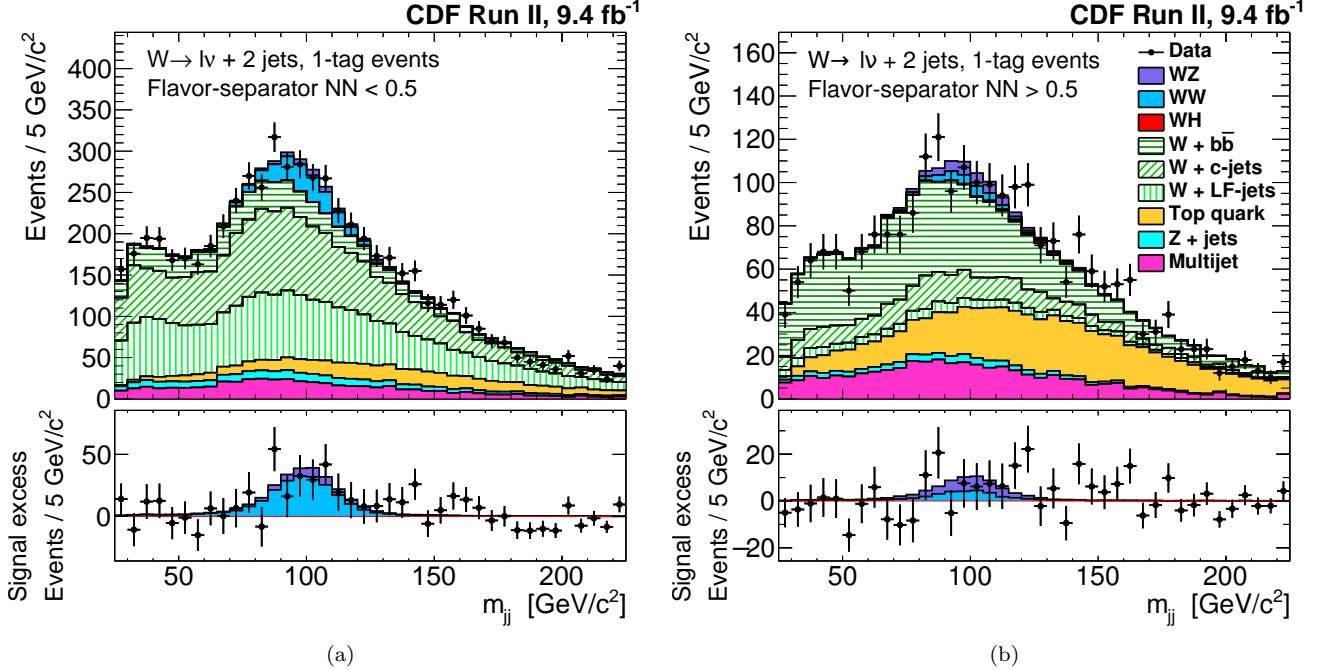 CDF Run II, 9.4 fb⁻¹
Events / 5 GeV/c²
W→ lν + 2 jets, 1-tag events
Flavor-separator NN < 0.5
400
350
300
250
200
150
100
50
0
Signal excess
Events / 5 GeV/c²
50
0
50 100 150 200
m_jj [GeV/c²]
(a)
CDF Run II, 9.4 fb⁻¹
Events / 5 GeV/c²
W→ lν + 2 jets, 1-tag events
Flavor-separator NN > 0.5
160
140
120
100
80
60
40
20
0
Data
WZ
WW
WH
W + bb̅
W + c-jets
W + LF-jets
Top quark
Z + jets
Multijet
Signal excess
Events / 5 GeV/c²
20
0
−20
50 100 150 200
m_jj [GeV/c²]
(b)